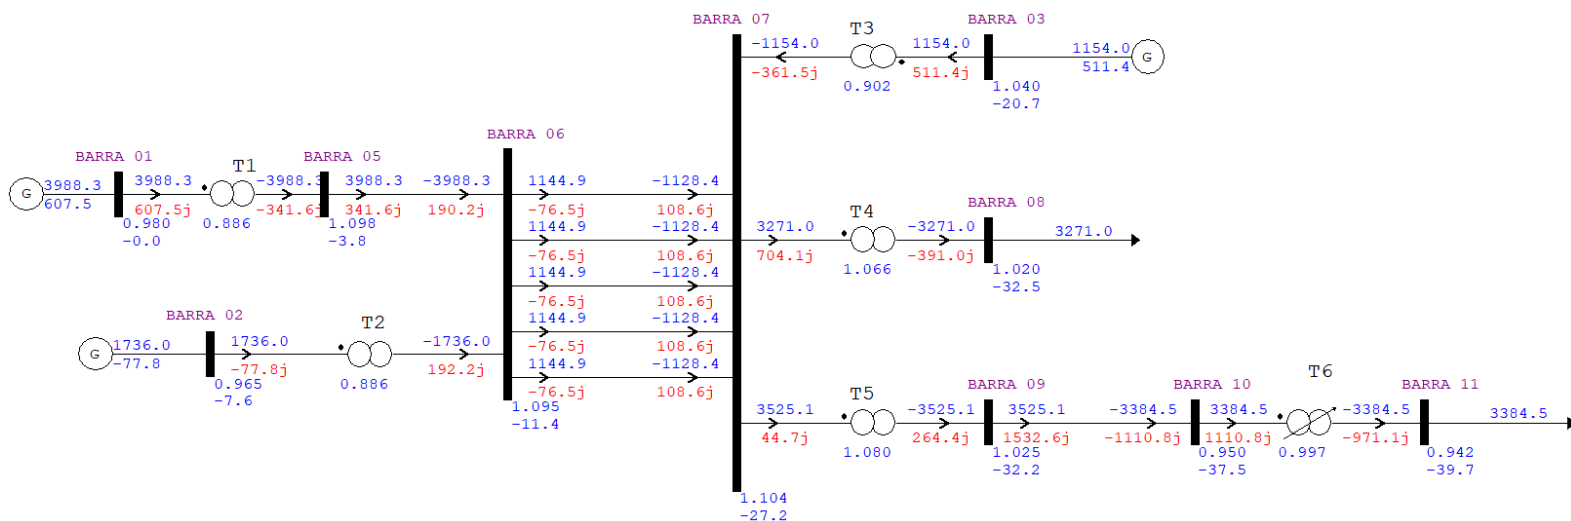 BARRA 07
T3
BARRA 03
-1154.0
1154.0
1154.0
G
-361.5j
511.4j
511.4
0.902
1.040
-20.7
BARRA 06
BARRA 01
T1
BARRA 05
G
3988.3
3988.3
-3988.3
3988.3
-3988.3
1144.9
-1128.4
607.5
607.5j
-341.6j
341.6j
190.2j
-76.5j
108.6j
0.980
0.886
1.098
-0.0
-3.8
1144.9
-1128.4
-76.5j
108.6j
1144.9
-1128.4
-76.5j
108.6j
1144.9
-1128.4
-76.5j
108.6j
1144.9
-1128.4
-76.5j
108.6j
T4
BARRA 08
3271.0
-3271.0
3271.0
704.1j
-391.0j
1.066
1.020
-32.5
BARRA 02
T2
G
1736.0
1736.0
-1736.0
-77.8
-77.8j
192.2j
0.965
0.886
-7.6
1.095
-11.4
T5
BARRA 09
BARRA 10
T6
BARRA 11
3525.1
-3525.1
3525.1
-3384.5
3384.5
-3384.5
3384.5
44.7j
264.4j
1532.6j
-1110.8j
1110.8j
-971.1j
1.080
1.025
0.950
0.997
0.942
-32.2
-37.5
-39.7
1.104
-27.2